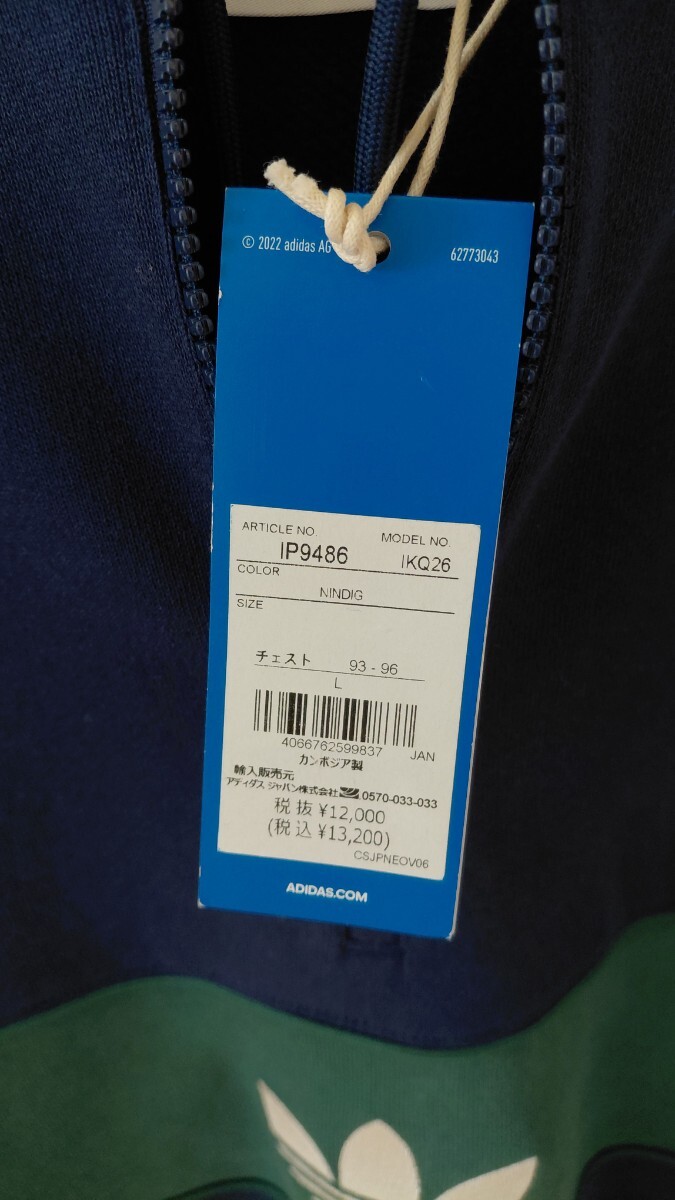 © 2022 adidas AG
62773043
ARTICLE NO. MODEL NO.
IP9486 IKQ26
COLOR
NINDIG
SIZE
チェスト 93 - 96
L
4066762599837 JAN
カンボジア製
輸入販売元
アディダス ジャパン株式会社 0570-033-033
税抜 ¥12,000
(税込 ¥13,200)
CSJPNEOV06
ADIDAS.COM